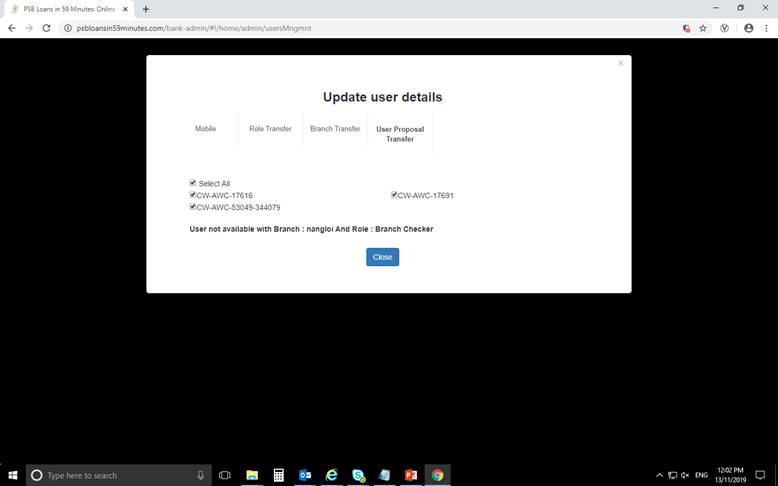 PSB Loans in 59 Minutes: Online
psbloansin59minutes.com/bank-admin/#!/home/admin/usersMngmnt
×
Update user details
Mobile
Role Transfer
Branch Transfer
User Proposal
Transfer
Select All
CW-AWC-17616 CW-AWC-17691
CW-AWC-53049-344079
User not available with Branch : nangloi And Role : Branch Checker
Close
Type here to search
ENG
12:02 PM
13/11/2019